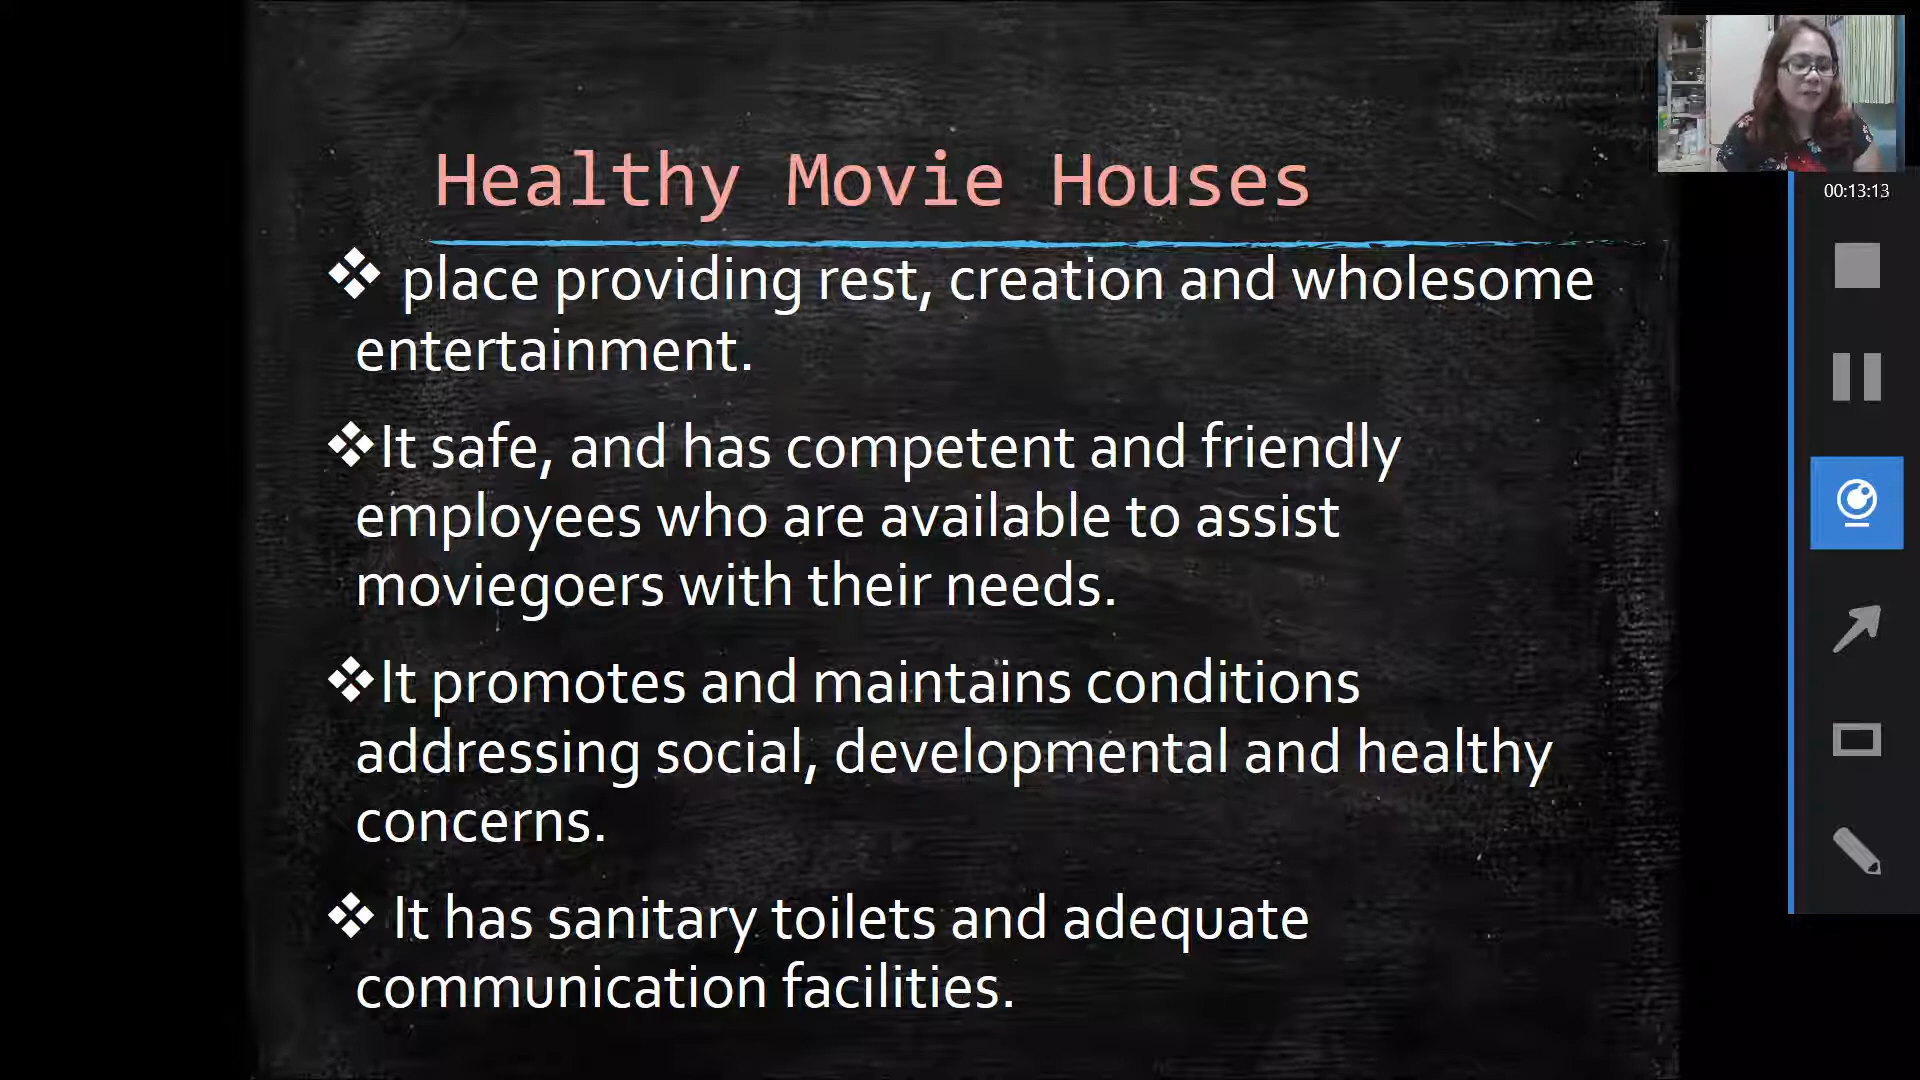 Healthy Movie Houses
00:13:13
❖ place providing rest, creation and wholesome
entertainment.
❖It safe, and has competent and friendly
employees who are available to assist
moviegoers with their needs.
❖It promotes and maintains conditions
addressing social, developmental and healthy
concerns.
❖ It has sanitary toilets and adequate
communication facilities.